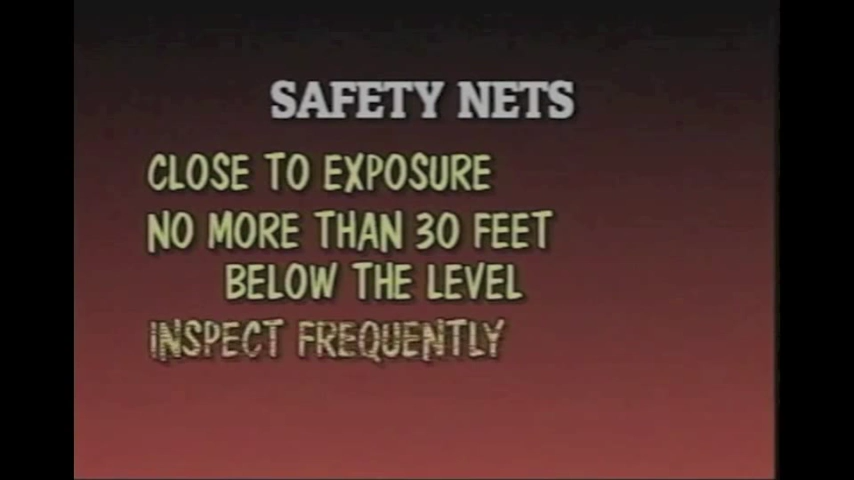 SAFETY NETS
CLOSE TO EXPOSURE
NO MORE THAN 30 FEET
BELOW THE LEVEL
INSPECT FREQUENTLY